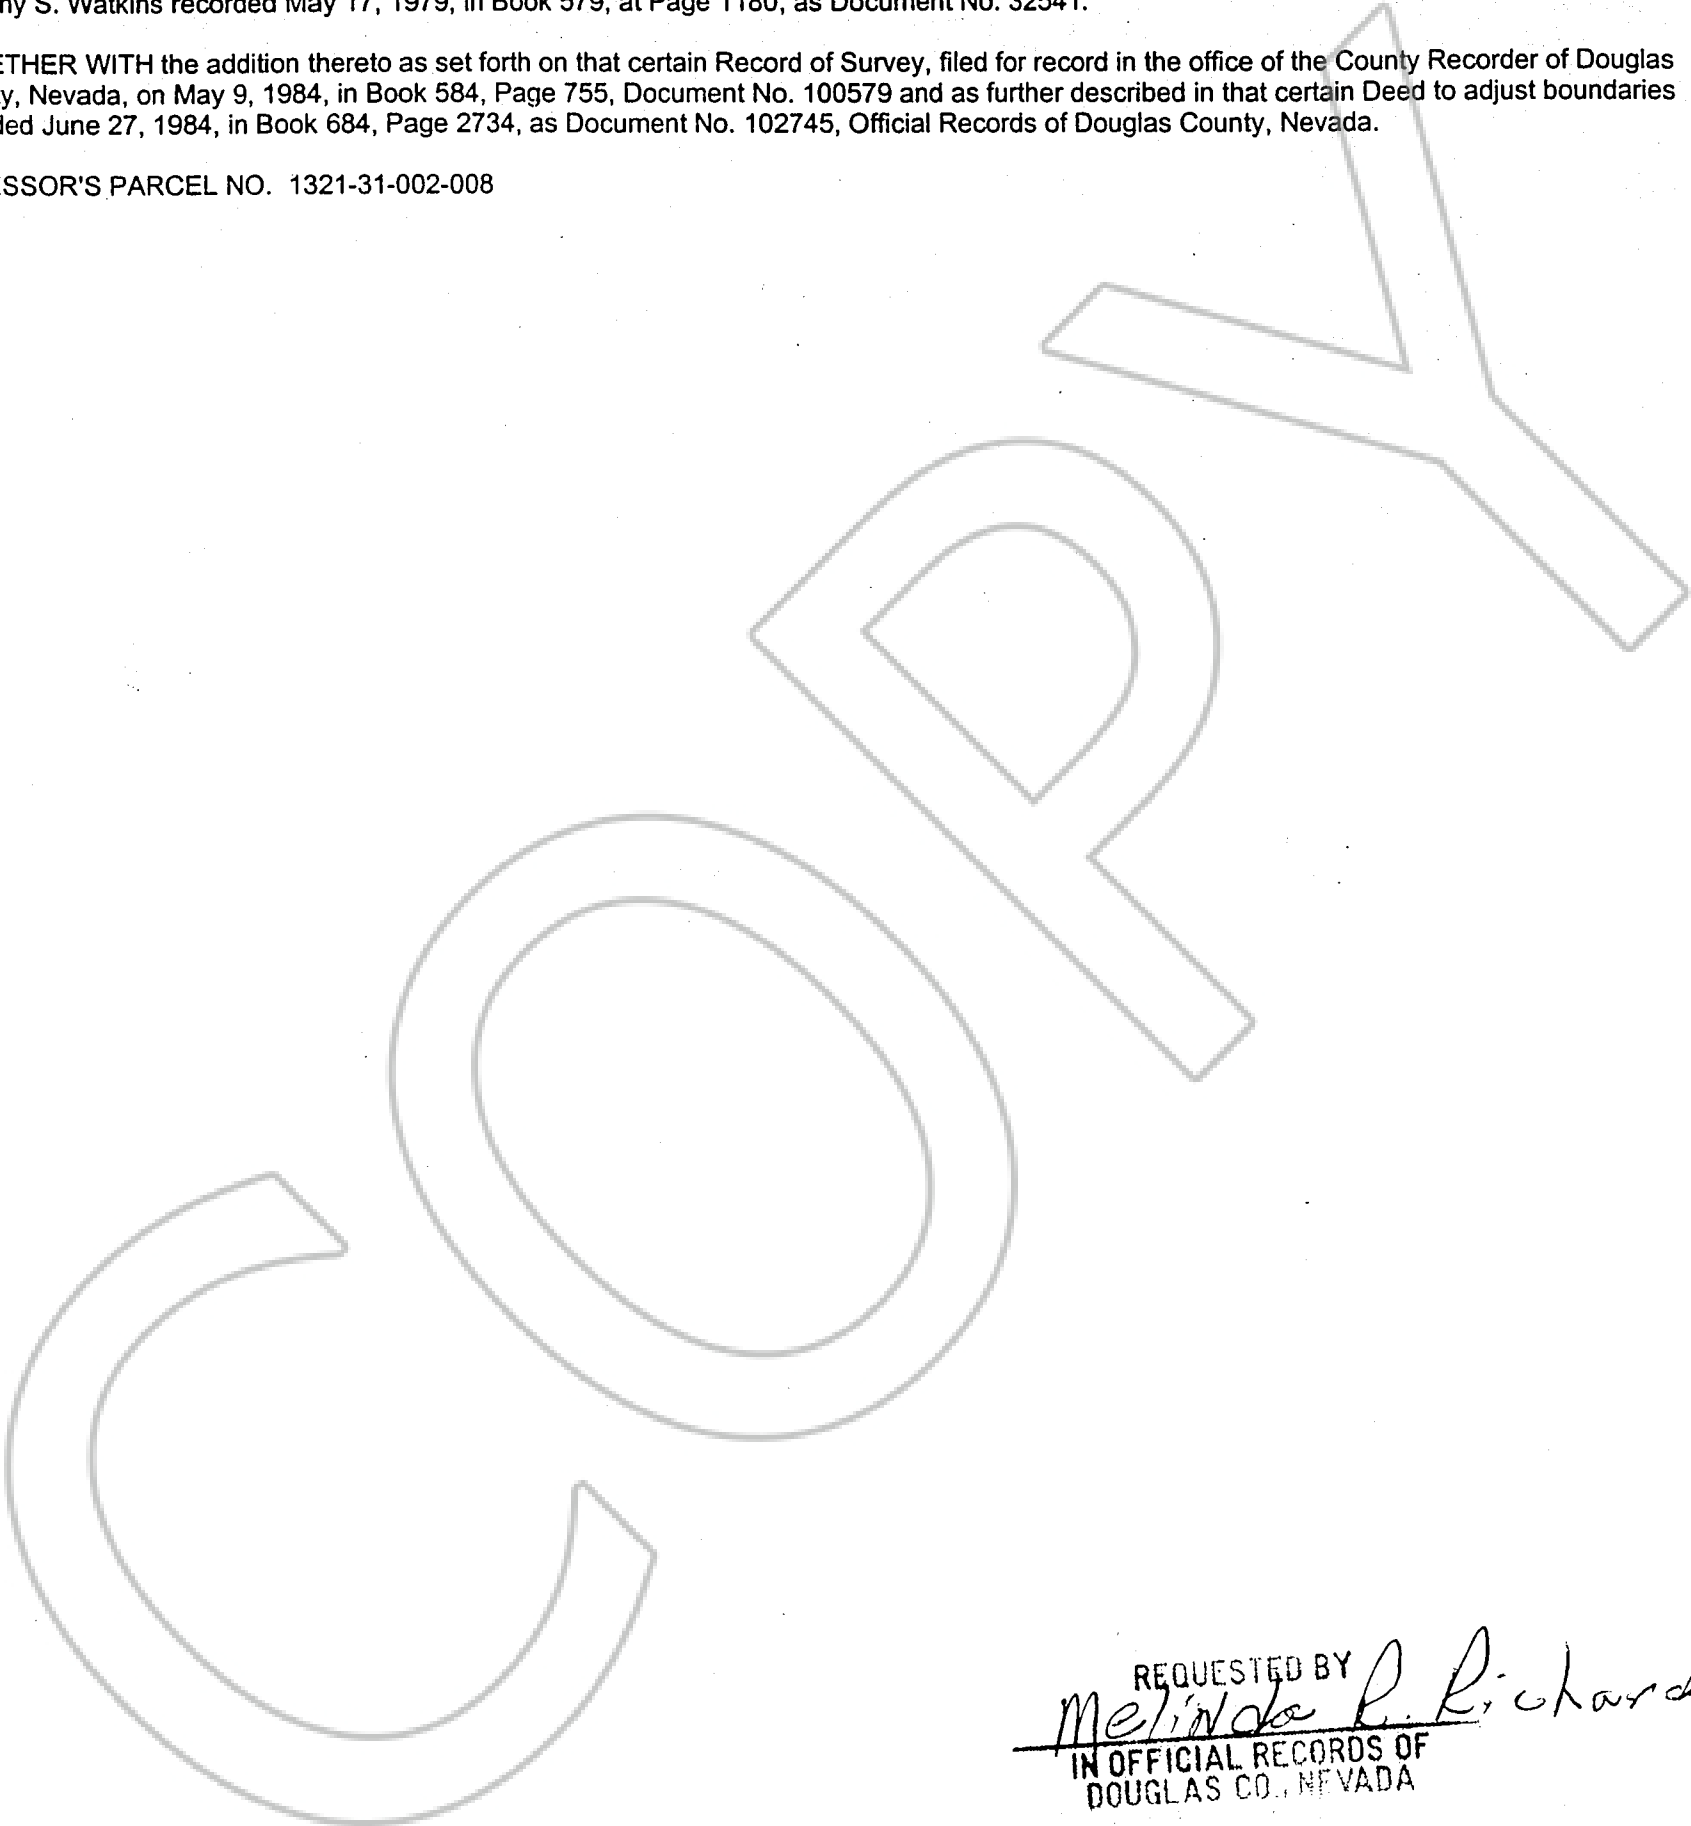 ny S. Watkins recorded May 17, 1979, in Book 579, at Page 1180, as Document No. 32541.
ETHER WITH the addition thereto as set forth on that certain Record of Survey, filed for record in the office of the County Recorder of Douglas
y, Nevada, on May 9, 1984, in Book 584, Page 755, Document No. 100579 and as further described in that certain Deed to adjust boundaries
ded June 27, 1984, in Book 684, Page 2734, as Document No. 102745, Official Records of Douglas County, Nevada.
SSOR'S PARCEL NO. 1321-31-002-008
COPY
REQUESTED BY
Melinda R. Richard
IN OFFICIAL RECORDS OF
DOUGLAS CO., NEVADA